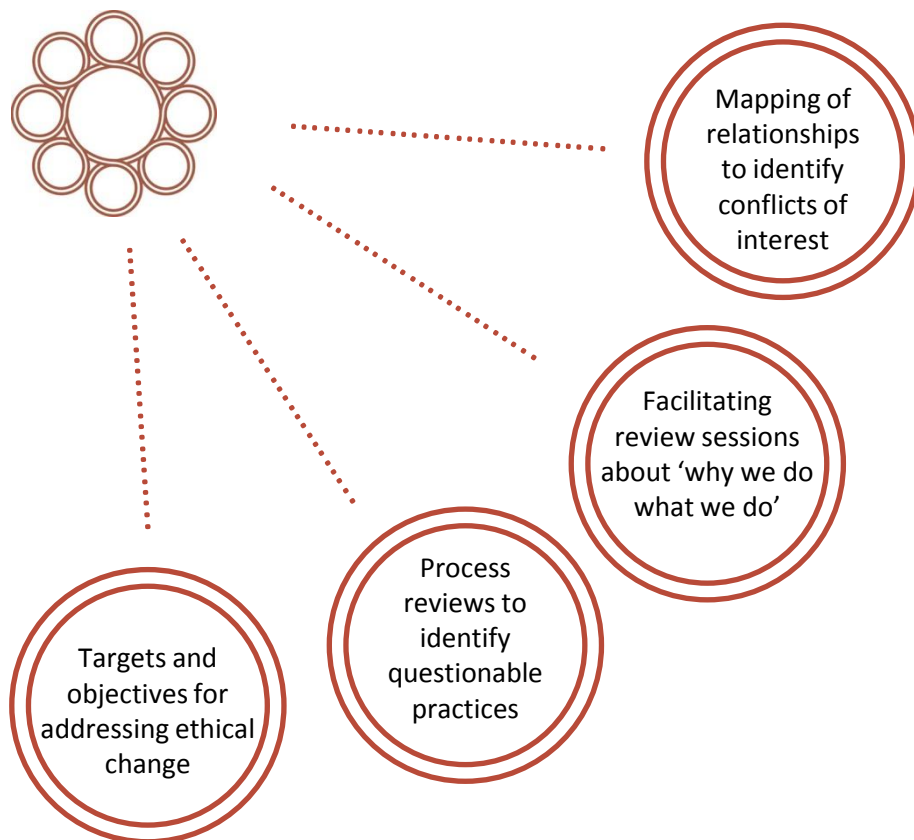 Mapping of
relationships
to identify
conflicts of
interest
Facilitating
review sessions
about ‘why we do
what we do’
Process
reviews to
identify
questionable
practices
Targets and
objectives for
addressing ethical
change